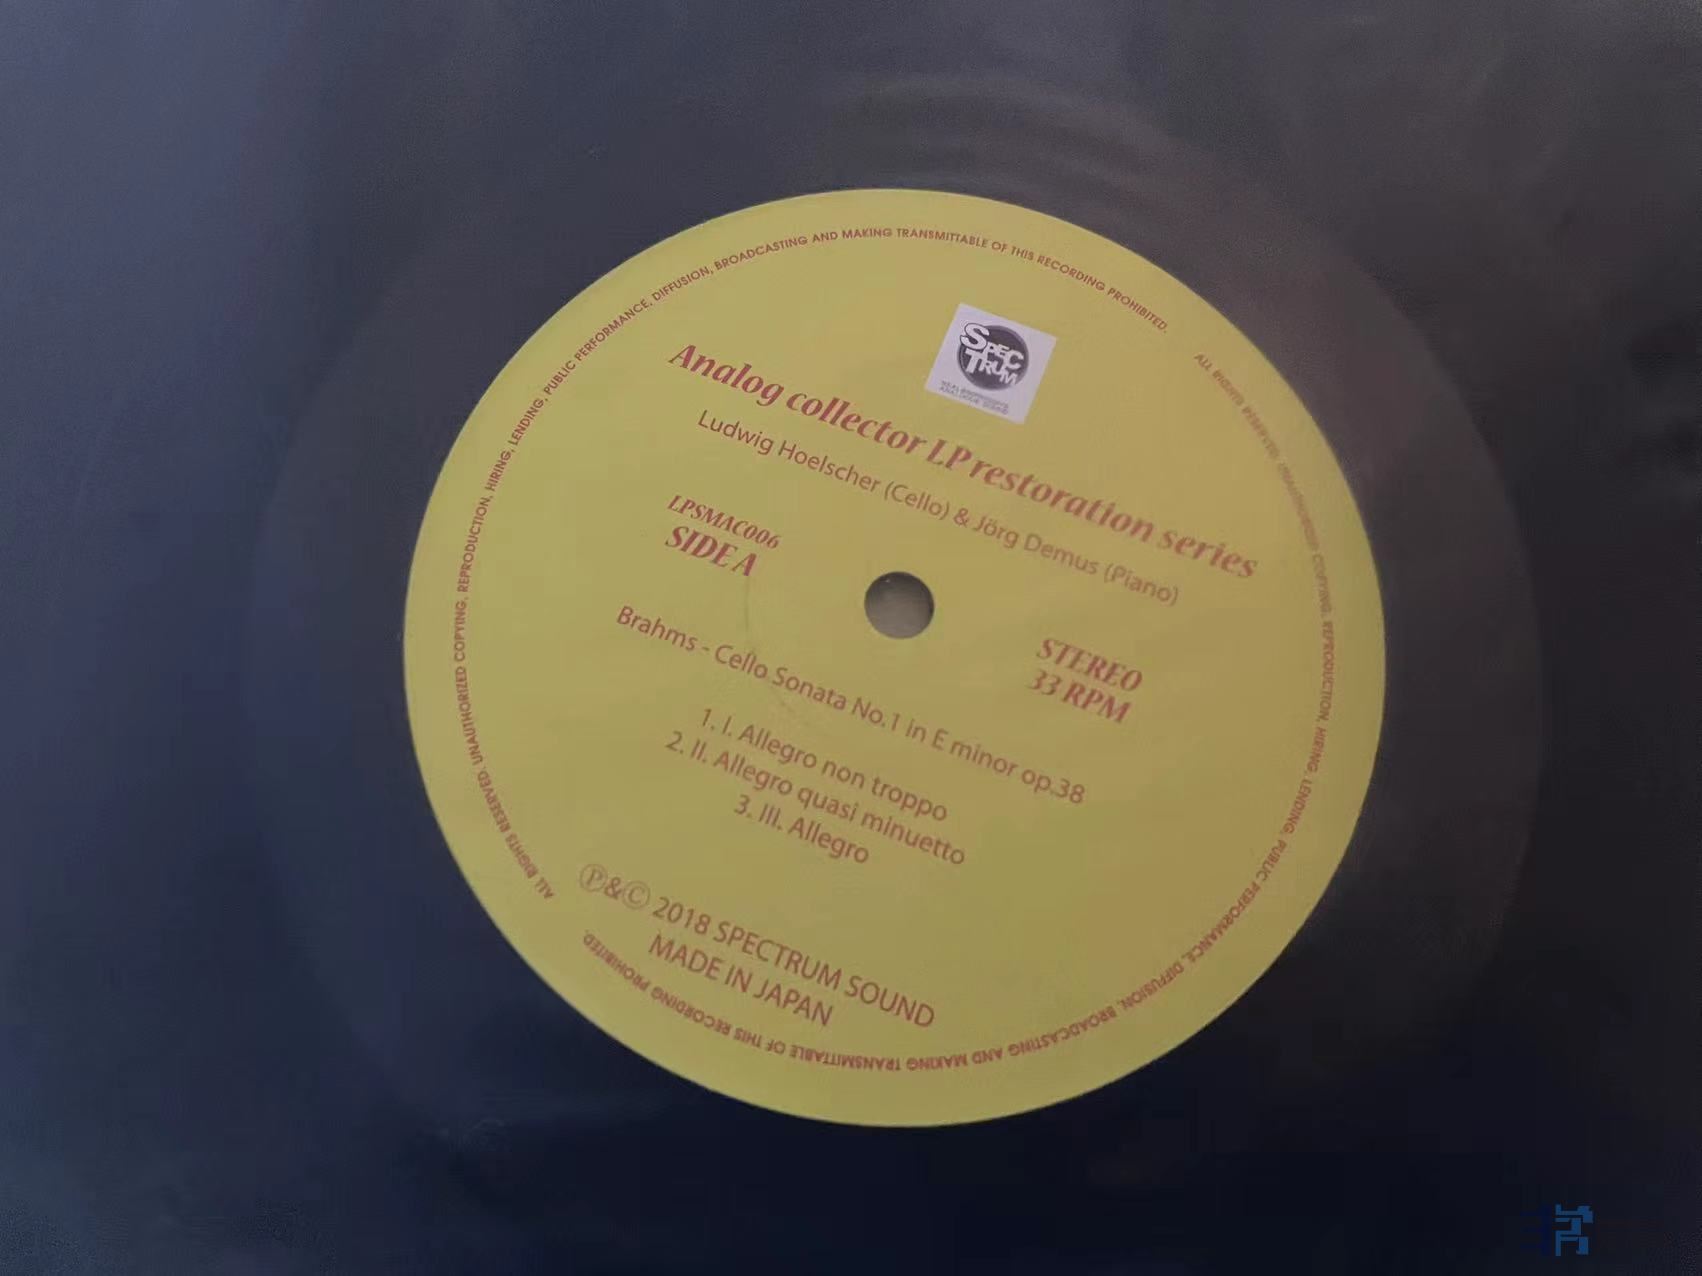 ALL RIGHTS RESERVED. UNAUTHORIZED COPYING, REPRODUCTION, HIRING, LENDING, PUBLIC PERFORMANCE, DIFFUSION, BROADCASTING AND MAKING TRANSMITTABLE OF THIS RECORDING PROHIBITED.
SPECTRUM
Analog collector LP restoration series
Ludwig Hoelscher (Cello) & Jörg Demus (Piano)
LPSMAC006
SIDE A
STEREO
33 RPM
Brahms - Cello Sonata No.1 in E minor op.38
1. I. Allegro non troppo
2. II. Allegro quasi minuetto
3. III. Allegro
Ⓟ&Ⓒ 2018 SPECTRUM SOUND
MADE IN JAPAN
ALL RIGHTS RESERVED. UNAUTHORIZED COPYING, REPRODUCTION, HIRING, LENDING, PUBLIC PERFORMANCE, DIFFUSION, BROADCASTING AND MAKING TRANSMITTABLE OF THIS RECORDING PROHIBITED.